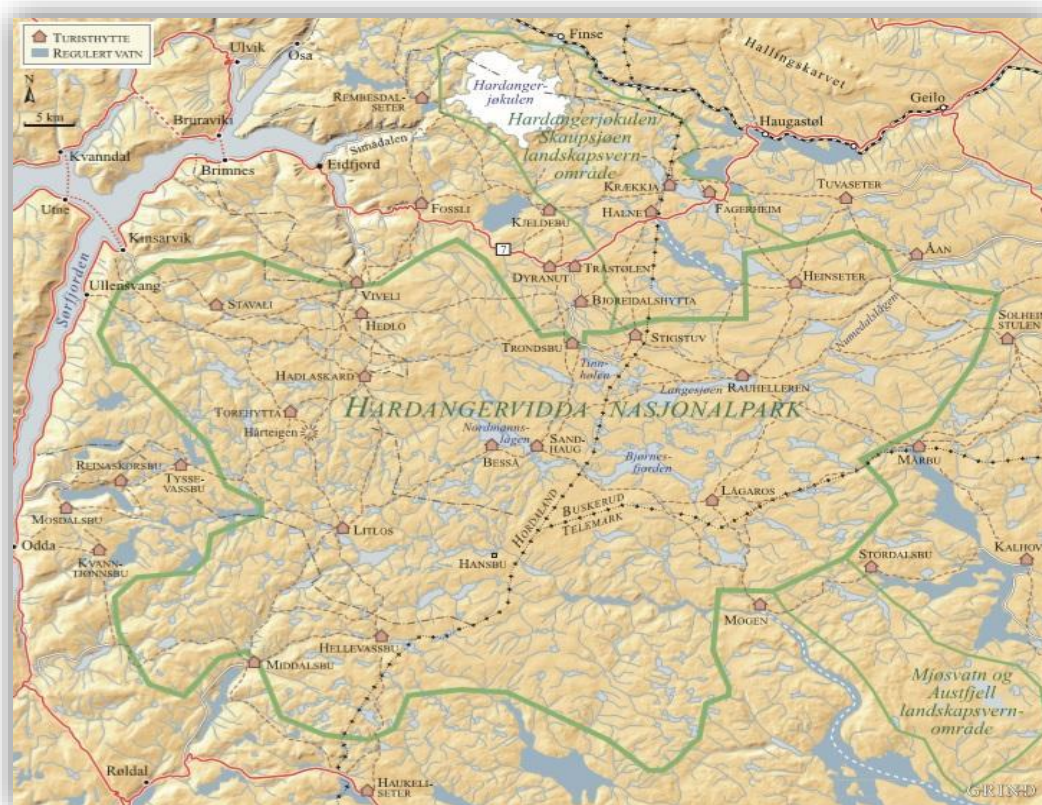 TURISTHYTTE
REGULERT VATN
N
5 km
Finse
Ulvik
Osa
Hallingskarvet
Hardanger-
jøkulen
REMBESDAL-
SETER
Geilo
Hardangerjøkulen/
Skaupsjøen
landskapsvern-
område
Haugastøl
Bruravik
Simadalen
Kvanndal
Brimnes
Eidfjord
KRÆKKJA
TUVASETER
FAGERHEIM
Utne
FOSSLI
KJELDEBU
HALNE
Kinsarvik
7
ÅAN
DYRANUT
TRÅSTØLEN
HEINSETER
Sørfjorden
Ullensvang
VIVELI
STAVALI
BJOREIDALSHYTTA
HEDLO
Numedalslågen
SOLHEIM
STULEN
TRONDSBU
STIGSTUV
Tinn-
hølen
HADLASKARD
Langesjøen
RAUHELLEREN
TOREHYTTA
HARDANGERVIDDA NASJONALPARK
Hårteigen
Nordmanns-
lågen
SAND-
HAUG
BESSÅ
Bjørnes-
fjorden
MÅRBU
REINASKORSBU
TYSSE-
VASSBU
LÅGAROS
MOSDALSBU
HORDALAND
BUSKERUD
TELEMARK
LITLOS
Odda
KVANN-
TJØNNSBU
HANSBU
STORDALSBU
KALHOV
MOGEN
HELLEVASSBU
MIDDALSBU
Mjøsvatn og
Austfjell
landskapsvern-
område
Røldal
HAUKELI-
SETER
GRIND